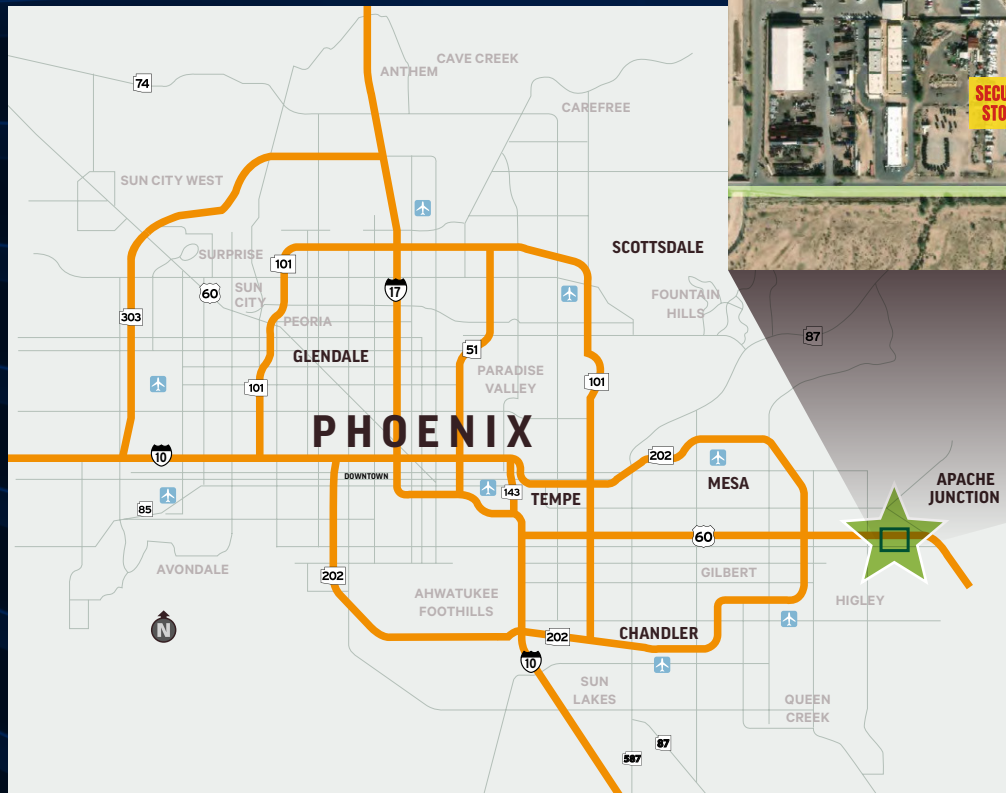 CAVE CREEK
ANTHEM
74
CAREFREE
SUN CITY WEST
SCOTTSDALE
SURPRISE
101
60
SUN
CITY
17
FOUNTAIN
HILLS
303
PEORIA
87
51
GLENDALE
PARADISE
VALLEY
101
101
PHOENIX
10
202
DOWNTOWN
MESA
APACHE
JUNCTION
143
TEMPE
85
60
AVONDALE
GILBERT
202
AHWATUKEE
FOOTHILLS
HIGLEY
N
202
CHANDLER
10
SUN
LAKES
QUEEN
CREEK
87
587